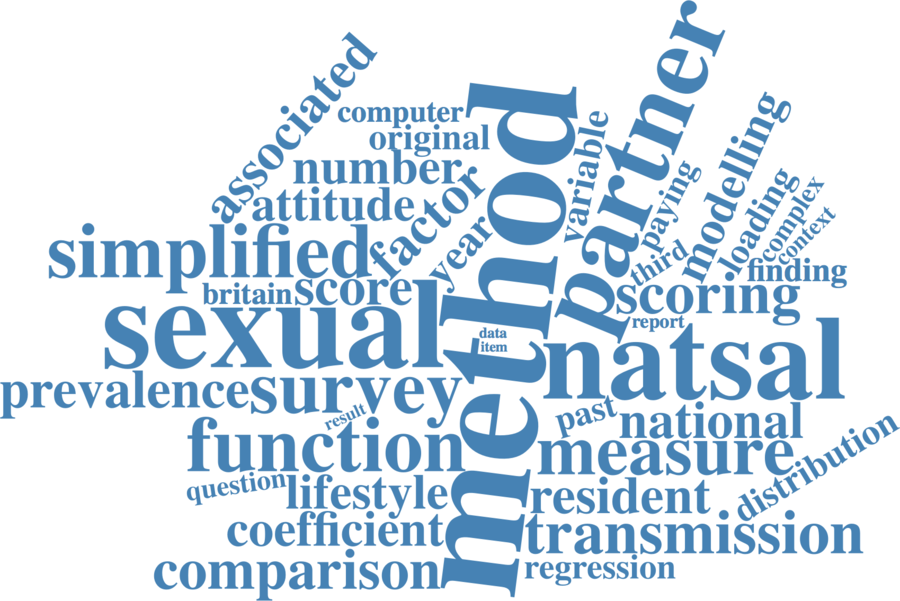 associated
computer
original
number
attitude
factor
year
method
variable
partner
paying
third
modelling
loading
complex
context
finding
simplified
britain
score
scoring
report
sexual
data
item
natsal
prevalence
survey
result
past
national
function
measure
question
lifestyle
resident
distribution
coefficient
transmission
comparison
regression